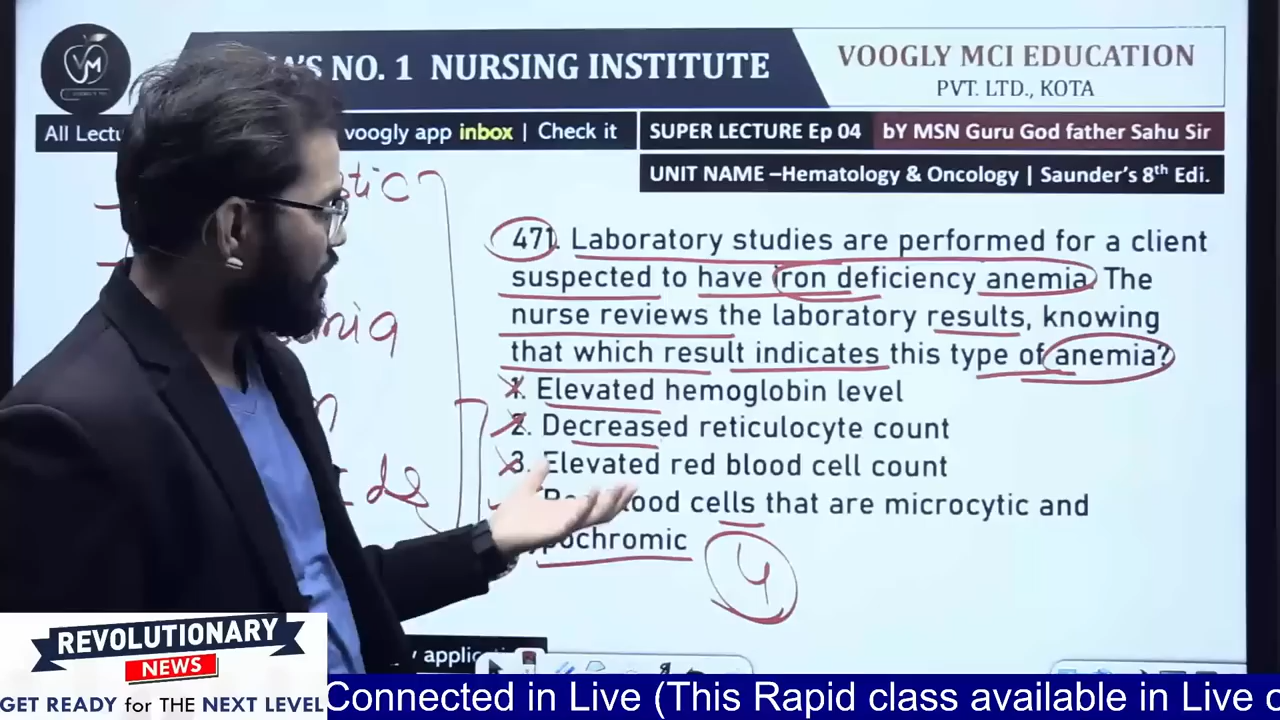 VM
NO. 1 NURSING INSTITUTE
VOOGLY MCI EDUCATION
PVT. LTD., KOTA
All voogly app inbox | Check it
SUPER LECTURE Ep 04 bY MSN Guru God father Sahu Sir
UNIT NAME –Hematology & Oncology | Saunder's 8th Edi.
471. Laboratory studies are performed for a client
suspected to have iron deficiency anemia. The
nurse reviews the laboratory results, knowing
that which result indicates this type of anemia?
1. Elevated hemoglobin level
2. Decreased reticulocyte count
3. Elevated red blood cell count
cells that are microcytic and
4
REVOLUTIONARY
NEWS
GET READY for THE NEXT LEVEL
Connected in Live (This Rapid class available in Live